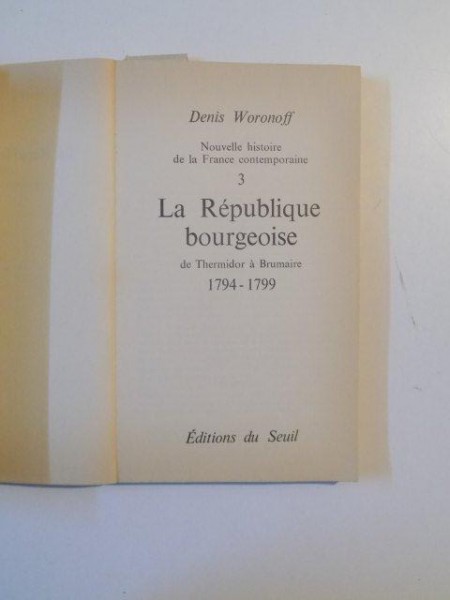 Denis Woronoff
Nouvelle histoire
de la France contemporaine
3
La République
bourgeoise
de Thermidor à Brumaire
1794-1799
Éditions du Seuil